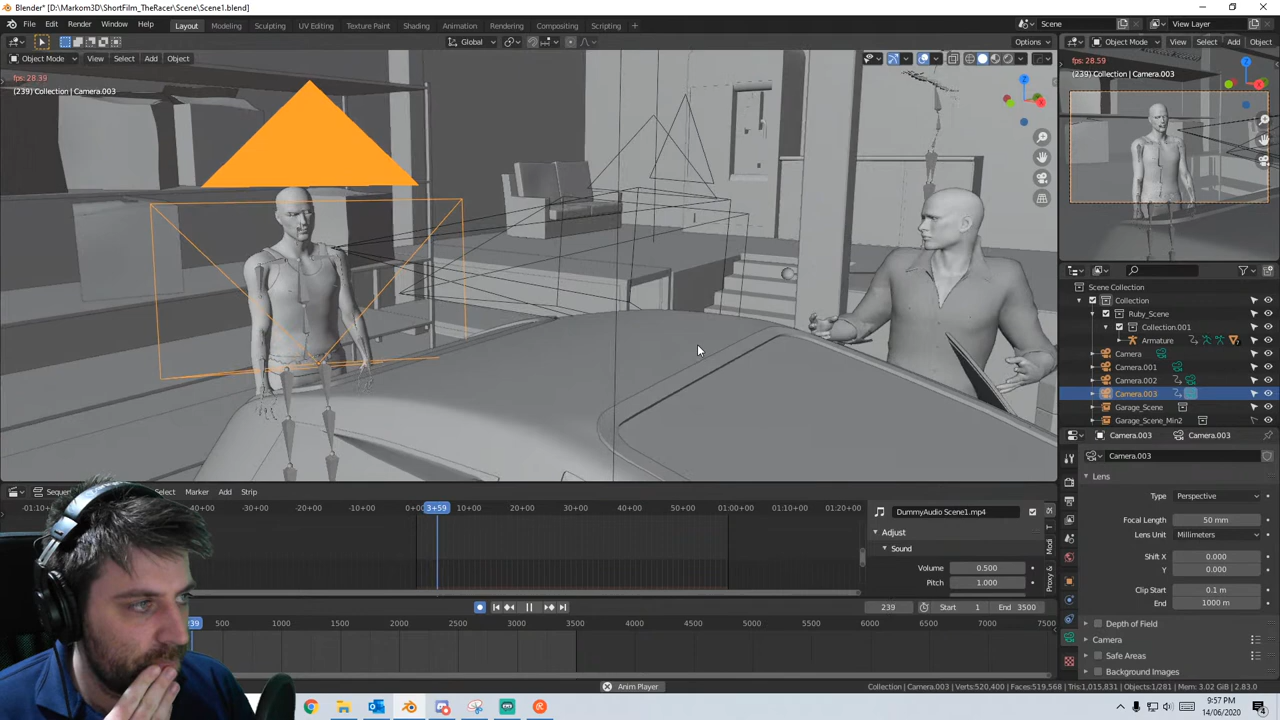 Blender* [D:\Markom3D\ShortFilm_TheRacer\Scene\Scene1.blend]
File Edit Render Window Help Layout Modeling Sculpting UV Editing Texture Paint Shading Animation Rendering Compositing Scripting Scene View Layer
Global Options Object Mode View Select Add Object
Object Mode View Select Add Object
fps: 28.39
(239) Collection | Camera.003
fps: 28.59
(239) Collection | Camera.003
Scene Collection
Collection
Ruby_Scene
Collection.001
Armature
Camera
Camera.001
Camera.002
Camera.003
Garage_Scene
Garage_Scene_Min2
Camera.003 Camera.003
Camera.003
Lens
Type Perspective
Focal Length 50 mm
Lens Unit Millimeters
Shift X 0.000
Y 0.000
Clip Start 0.1 m
End 1000 m
Depth of Field
Camera
Safe Areas
Background Images
Sequen elect Marker Add Strip
-01:10+ -30+00 -20+00 -10+00 0+00 3+59 10+00 20+00 30+00 40+00 50+00 01:00+00 01:10+00 01:20+00
DummyAudio Scene1.mp4
Adjust
Sound
Volume 0.500
Pitch 1.000
T
Modi
Proxy &
239 Start 1 End 3500
39 500 1000 1500 2000 2500 3000 3500 4000 4500 5000 5500 6000 6500 7000 7500
Anim Player
Collection | Camera.003 | Verts:520,400 | Faces:519,568 | Tris:1,015,831 | Objects:1/281 | Mem: 3.02 GiB | 2.83.0
X
Z
9:57 PM
14/06/2020
4